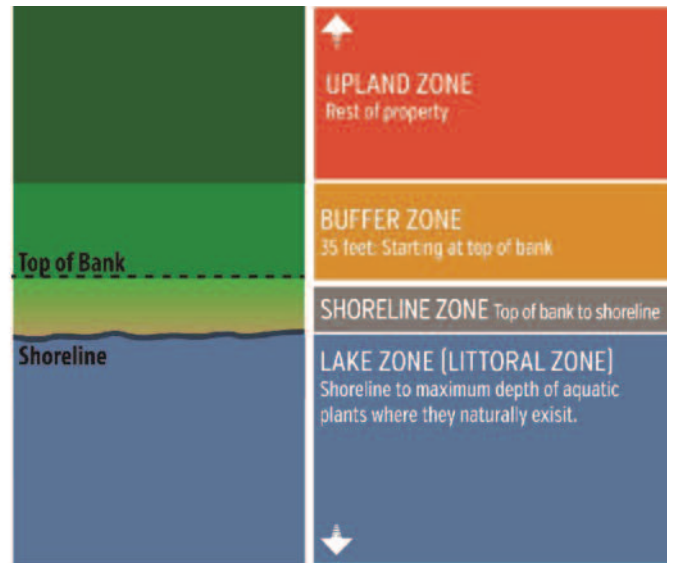 UPLAND ZONE
Rest of property
BUFFER ZONE
35 feet: Starting at top of bank
Top of Bank
SHORELINE ZONE Top of bank to shoreline
Shoreline
LAKE ZONE (LITTORAL ZONE)
Shoreline to maximum depth of aquatic
plants where they naturally exisit.